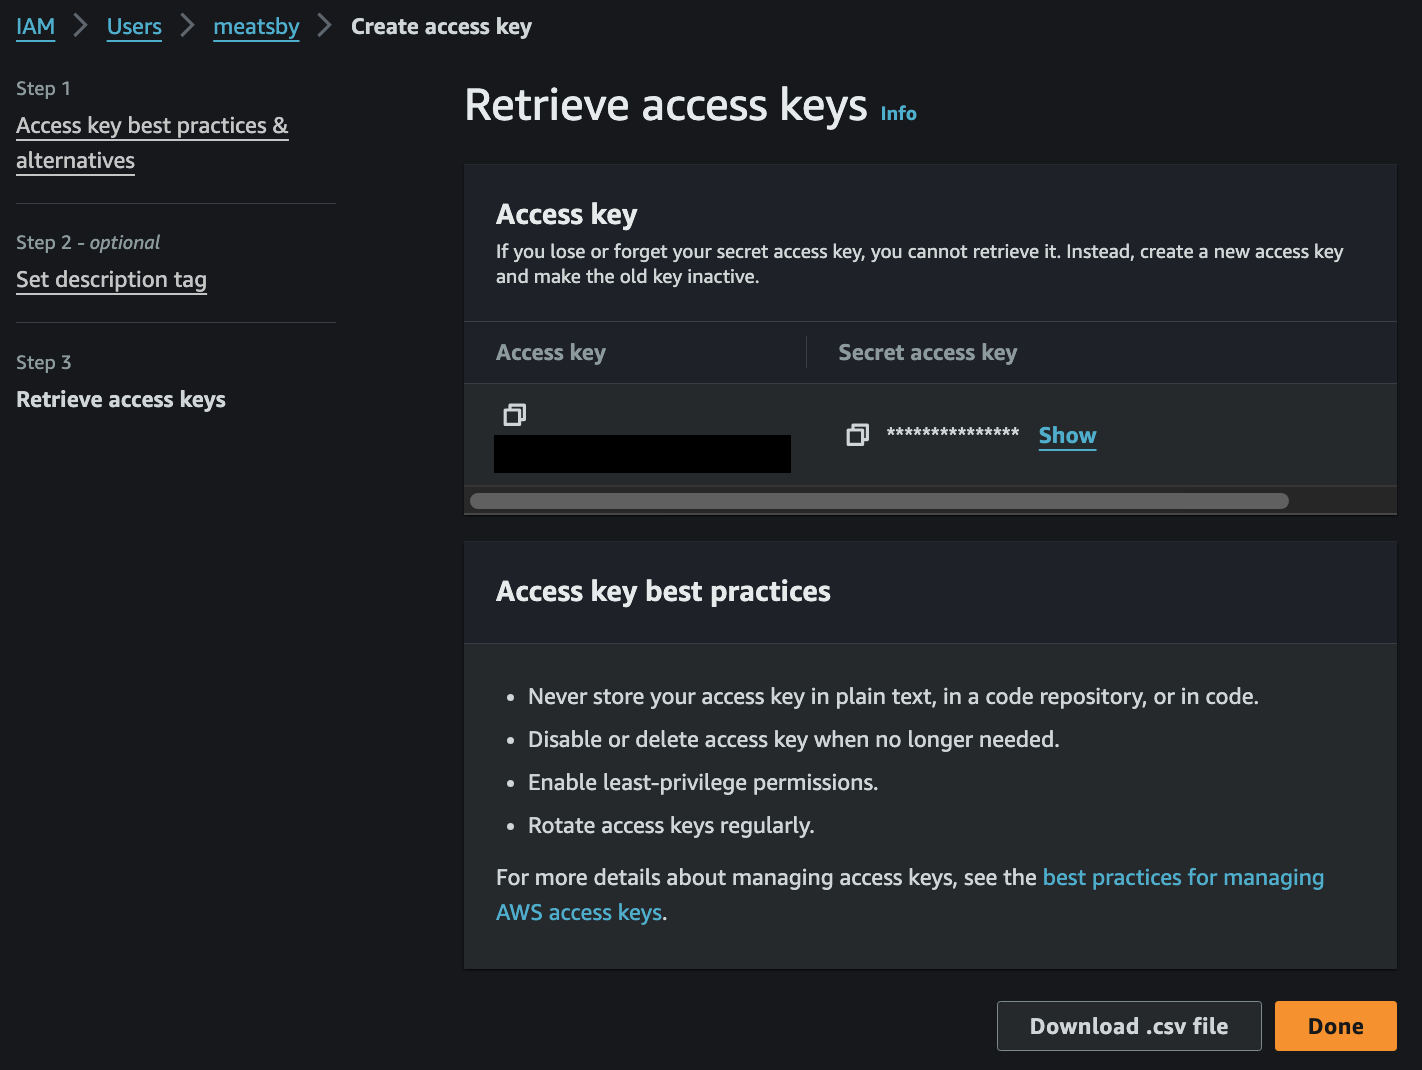 IAM > Users > meatsby > Create access key
Step 1
Access key best practices &
alternatives
Step 2 - optional
Set description tag
Step 3
Retrieve access keys
Retrieve access keys Info
Access key
If you lose or forget your secret access key, you cannot retrieve it. Instead, create a new access key
and make the old key inactive.
Access key Secret access key
*************** Show
Access key best practices
• Never store your access key in plain text, in a code repository, or in code.
• Disable or delete access key when no longer needed.
• Enable least-privilege permissions.
• Rotate access keys regularly.
For more details about managing access keys, see the best practices for managing
AWS access keys.
Download .csv file Done